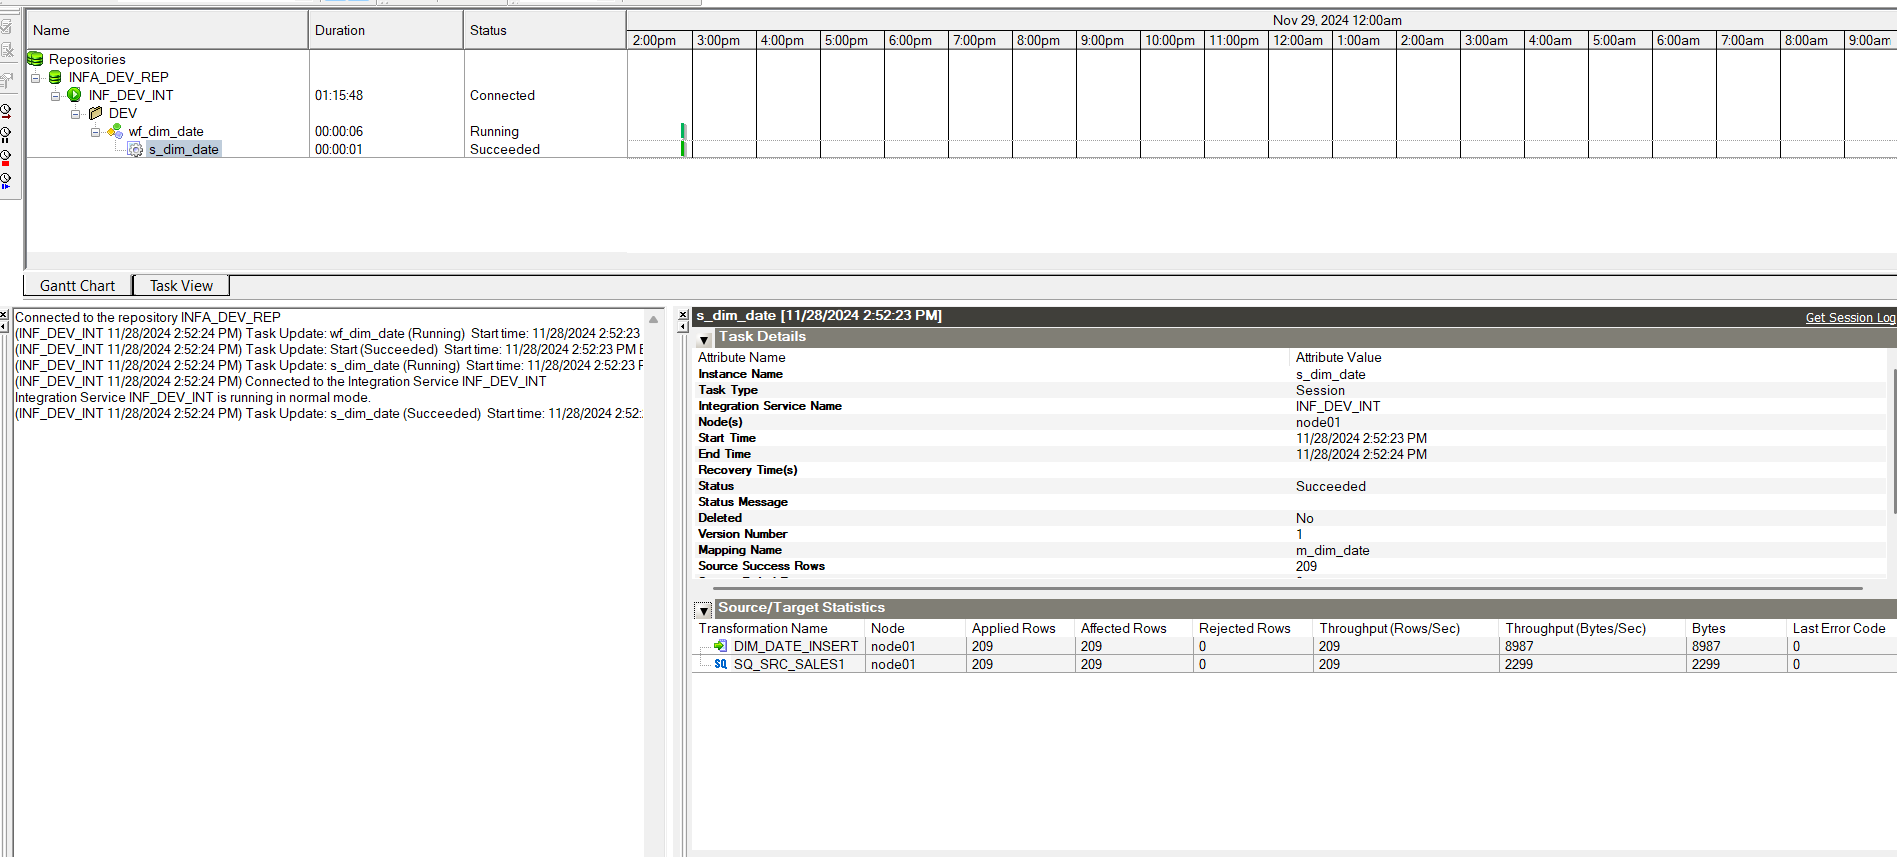 Nov 29, 2024 12:00am
Name Duration Status
2:00pm 3:00pm 4:00pm 5:00pm 6:00pm 7:00pm 8:00pm 9:00pm 10:00pm 11:00pm 12:00am 1:00am 2:00am 3:00am 4:00am 5:00am 6:00am 7:00am 8:00am 9:00am
Repositories
INFA_DEV_REP
INF_DEV_INT 01:15:48 Connected
DEV
wf_dim_date 00:00:06 Running
s_dim_date 00:00:01 Succeeded
Gantt Chart Task View
Connected to the repository INFA_DEV_REP
(INF_DEV_INT 11/28/2024 2:52:24 PM) Task Update: wf_dim_date (Running) Start time: 11/28/2024 2:52:23
(INF_DEV_INT 11/28/2024 2:52:24 PM) Task Update: Start (Succeeded) Start time: 11/28/2024 2:52:23 PM E
(INF_DEV_INT 11/28/2024 2:52:24 PM) Task Update: s_dim_date (Running) Start time: 11/28/2024 2:52:23 F
(INF_DEV_INT 11/28/2024 2:52:24 PM) Connected to the Integration Service INF_DEV_INT
Integration Service INF_DEV_INT is running in normal mode.
(INF_DEV_INT 11/28/2024 2:52:24 PM) Task Update: s_dim_date (Succeeded) Start time: 11/28/2024 2:52:
s_dim_date [11/28/2024 2:52:23 PM] Get Session Log
Task Details
Attribute Name Attribute Value
Instance Name s_dim_date
Task Type Session
Integration Service Name INF_DEV_INT
Node(s) node01
Start Time 11/28/2024 2:52:23 PM
End Time 11/28/2024 2:52:24 PM
Recovery Time(s)
Status Succeeded
Status Message
Deleted No
Version Number 1
Mapping Name m_dim_date
Source Success Rows 209
Source/Target Statistics
Transformation Name Node Applied Rows Affected Rows Rejected Rows Throughput (Rows/Sec) Throughput (Bytes/Sec) Bytes Last Error Code
DIM_DATE_INSERT node01 209 209 0 209 8987 8987 0
SQ SQ_SRC_SALES1 node01 209 209 0 209 2299 2299 0